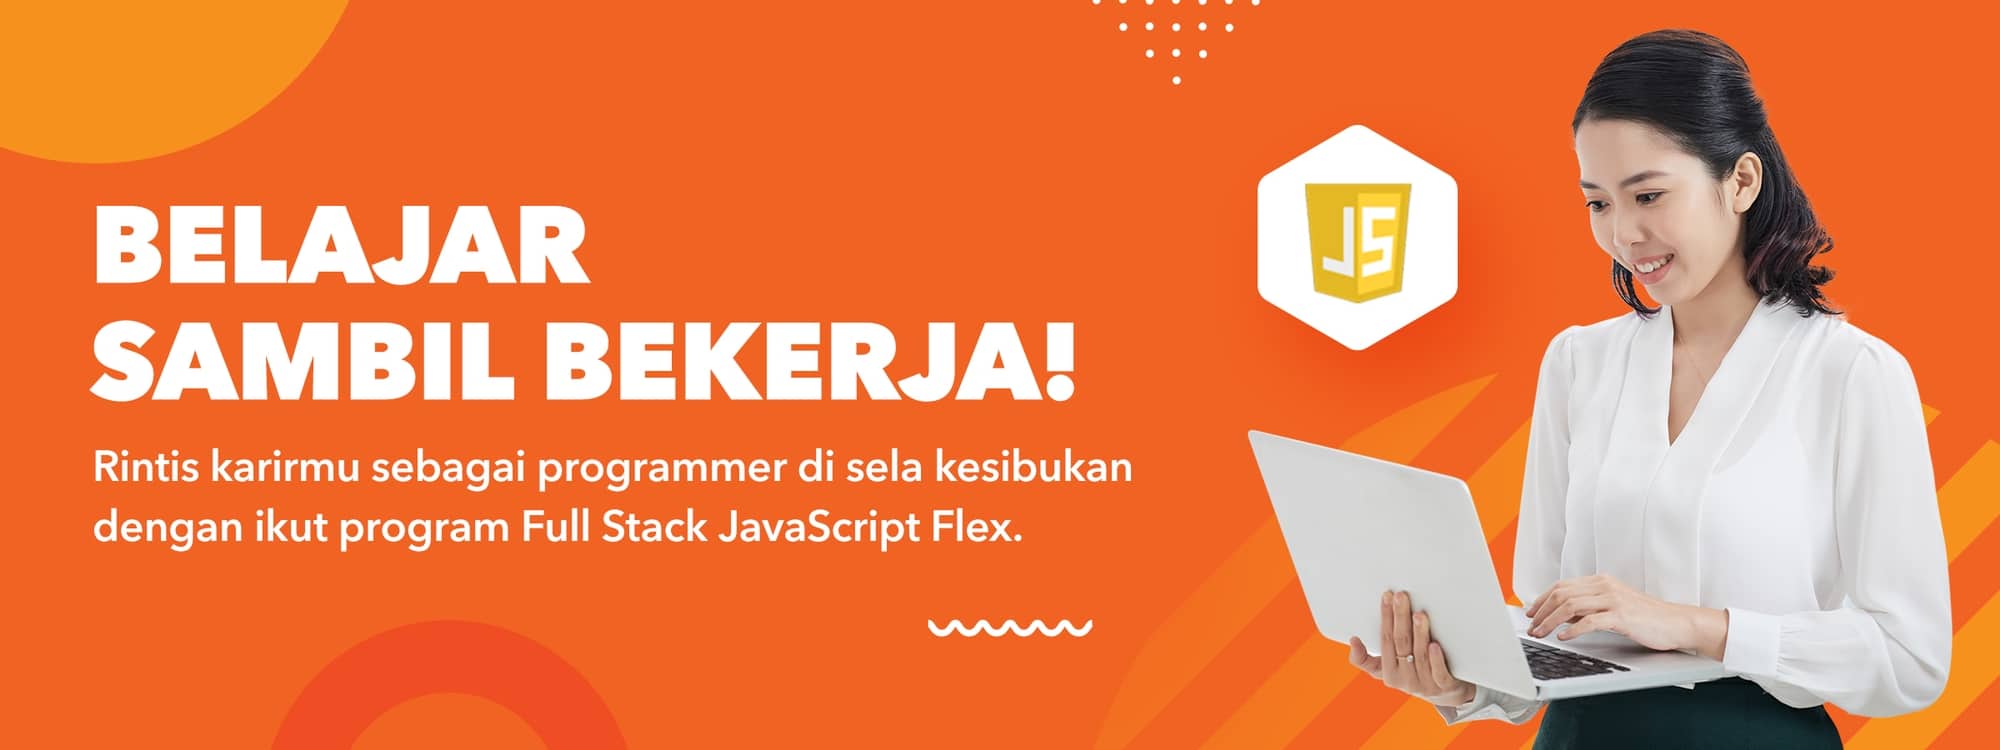 BELAJAR
SAMBIL BEKERJA!
Rintis karirmu sebagai programmer di sela kesibukan
dengan ikut program Full Stack JavaScript Flex.
JS